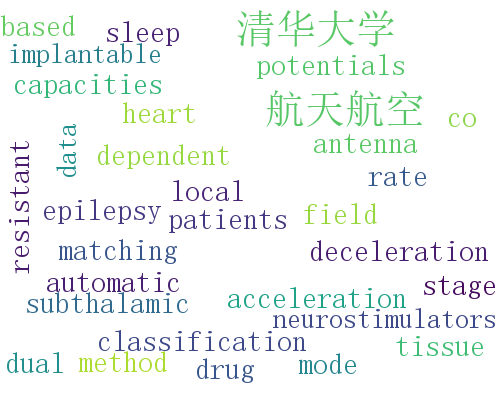 based
sleep
清华大学
implantable
potentials
capacities
heart
航天航空
co
data
antenna
dependent
resistant
rate
local
epilepsy
patients
field
matching
deceleration
automatic
stage
subthalamic
acceleration
neurostimulators
classification
tissue
dual
method
drug
mode